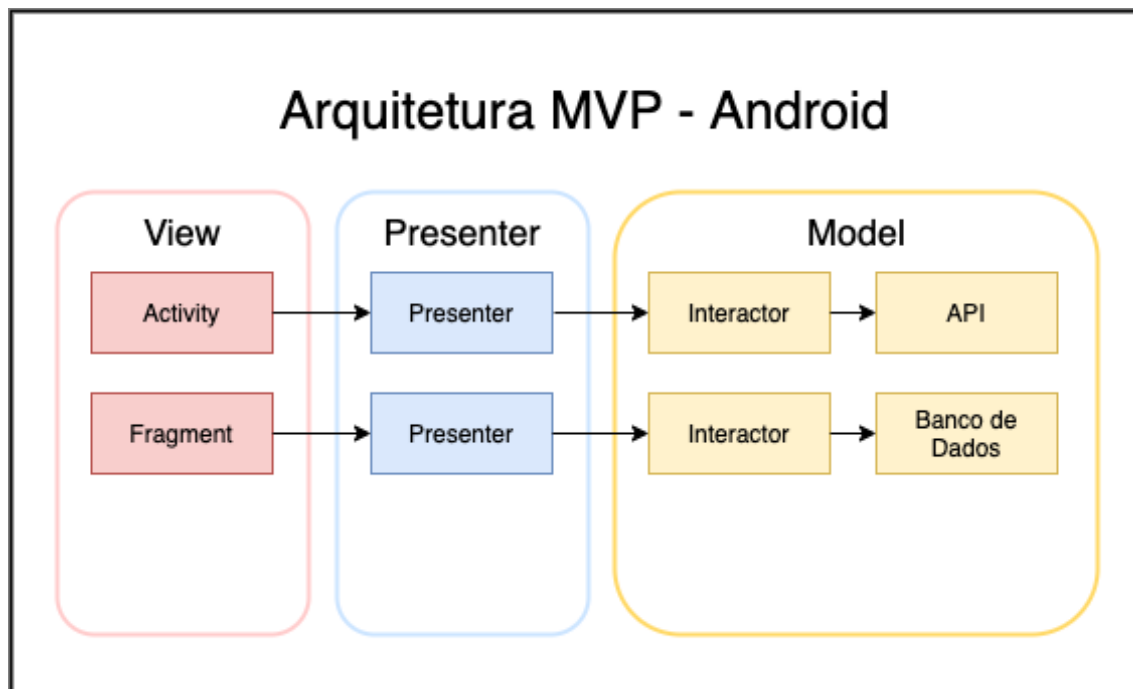 Arquitetura MVP - Android
View
Presenter
Model
Activity
Presenter
Interactor
API
Fragment
Presenter
Interactor
Banco de
Dados